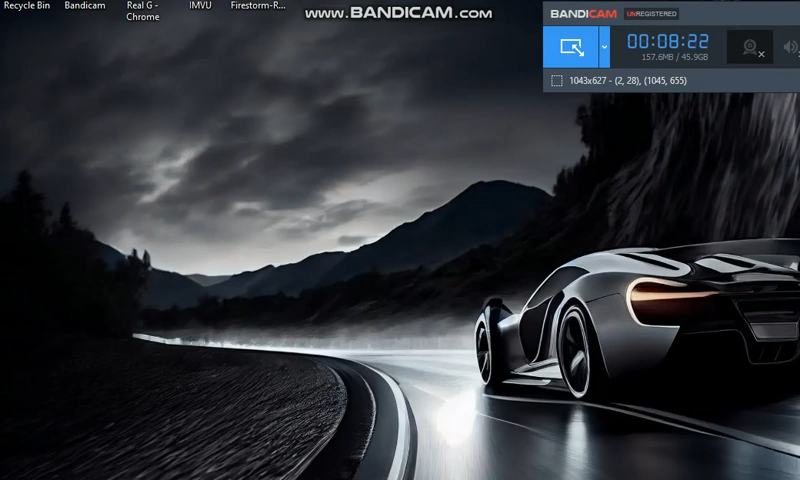 Recycle Bin
Bandicam
Real G -
Chrome
IMVU
Firestorm-R...
www.BANDICAM.com
BANDICAM
UNREGISTERED
00:08:22
157.6MB / 45.9GB
1043x627 - (2, 28), (1045, 655)